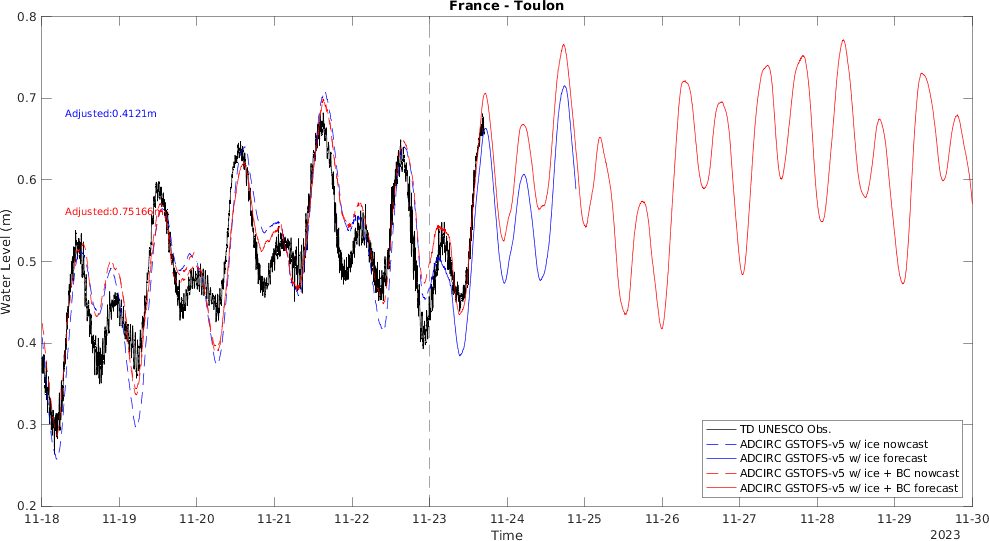 France - Toulon
0.8
0.7
0.6
0.5
0.4
0.3
0.2
Water Level (m)
Adjusted:0.4121m
Adjusted:0.75166m
TD UNESCO Obs.
ADCIRC GSTOFS-v5 w/ ice nowcast
ADCIRC GSTOFS-v5 w/ ice forecast
ADCIRC GSTOFS-v5 w/ ice + BC nowcast
ADCIRC GSTOFS-v5 w/ ice + BC forecast
11-18 11-19 11-20 11-21 11-22 11-23 11-24 11-25 11-26 11-27 11-28 11-29 11-30
Time
2023